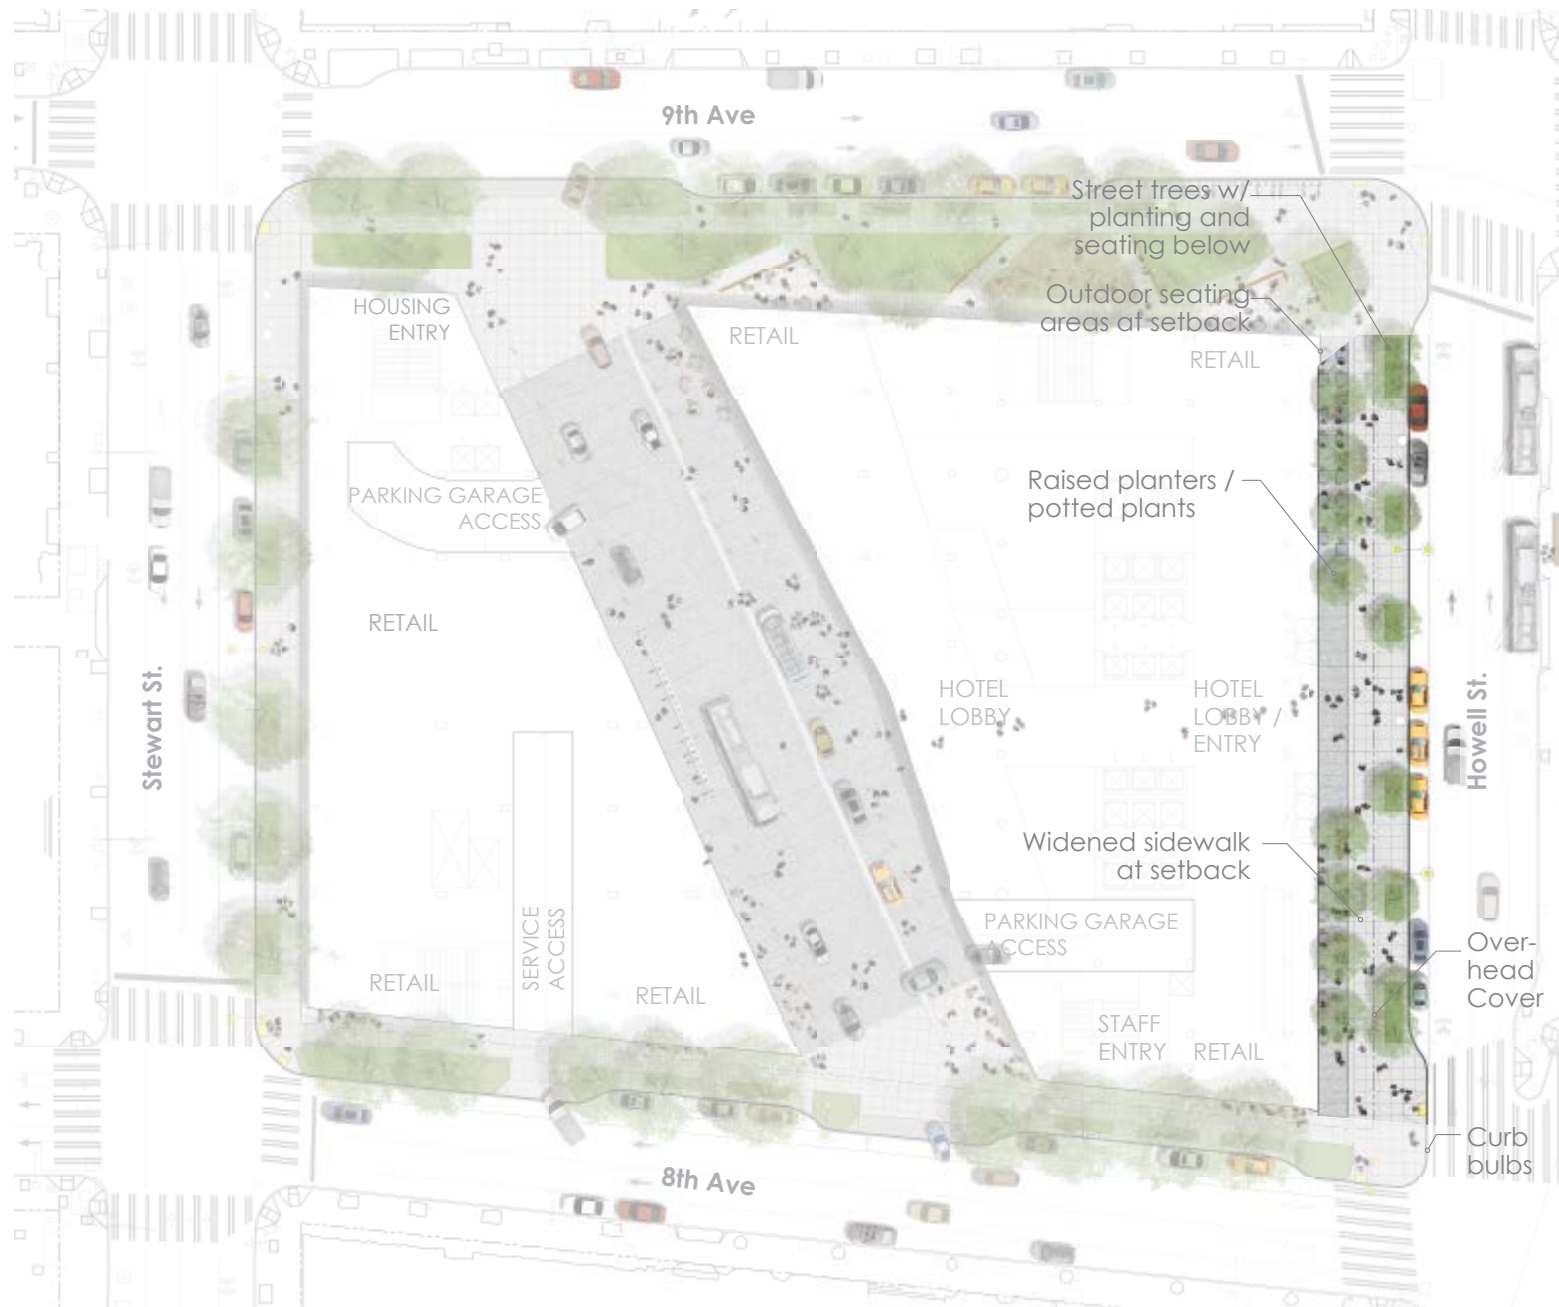 9th Ave
Street trees w/
planting and
seating below
Outdoor seating
areas at setback
HOUSING
ENTRY
RETAIL
RETAIL
PARKING GARAGE
ACCESS
Raised planters /
potted plants
RETAIL
Stewart St.
HOTEL
LOBBY
HOTEL
LOBBY /
ENTRY
Howell St.
Widened sidewalk
at setback
SERVICE
ACCESS
PARKING GARAGE
ACCESS
Over-
head
Cover
RETAIL
RETAIL
STAFF
ENTRY
RETAIL
Curb
bulbs
8th Ave